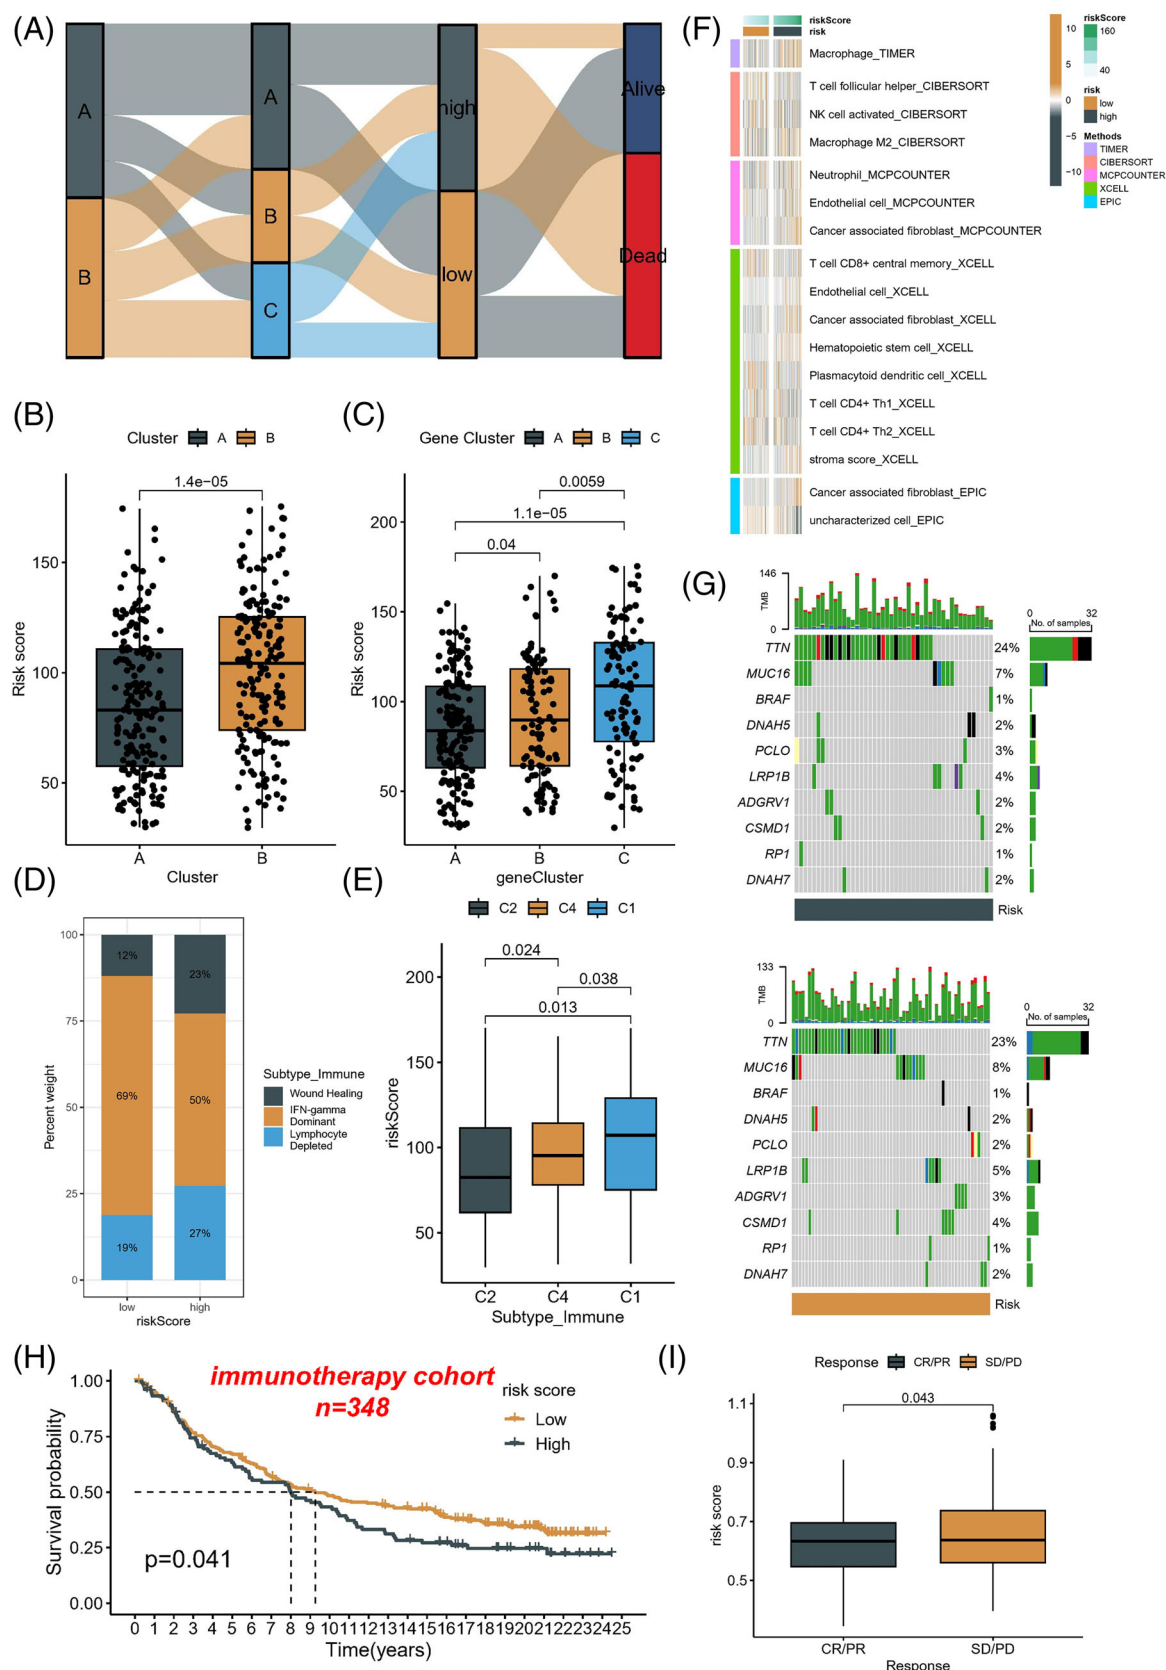 (A)
A
B
A
B
C
high
low
Alive
Dead
(B)
Cluster A B
1.4e−05
Risk score
150
100
50
A B
Cluster
(C)
Gene Cluster A B C
0.0059
1.1e−05
0.04
Risk score
200
150
100
50
A B C
geneCluster
(D)
Percent weight
100
75
50
25
0
12%
69%
19%
23%
50%
27%
low high
riskScore
Subtype_Immune
Wound Healing
IFN-gamma
Dominant
Lymphocyte
Depleted
(E)
C2 C4 C1
0.024
0.038
0.013
riskScore
200
150
100
50
C2 C4 C1
Subtype_Immune
(F)
riskScore
risk
Macrophage_TIMER
T cell follicular helper_CIBERSORT
NK cell activated_CIBERSORT
Macrophage M2_CIBERSORT
Neutrophil_MCPCOUNTER
Endothelial cell_MCPCOUNTER
Cancer associated fibroblast_MCPCOUNTER
T cell CD8+ central memory_XCELL
Endothelial cell_XCELL
Cancer associated fibroblast_XCELL
Hematopoietic stem cell_XCELL
Plasmacytoid dendritic cell_XCELL
T cell CD4+ Th1_XCELL
T cell CD4+ Th2_XCELL
stroma score_XCELL
Cancer associated fibroblast_EPIC
uncharacterized cell_EPIC
10
5
0
−5
−10
riskScore
160
40
risk
low
high
Methods
TIMER
CIBERSORT
MCPCOUNTER
XCELL
EPIC
(G)
146
TMB
0
0 32
No. of samples
TTN 24%
MUC16 7%
BRAF 1%
DNAH5 2%
PCLO 3%
LRP1B 4%
ADGRV1 2%
CSMD1 2%
RP1 1%
DNAH7 2%
Risk
133
TMB
0
0 32
No. of samples
TTN 23%
MUC16 8%
BRAF 1%
DNAH5 2%
PCLO 2%
LRP1B 5%
ADGRV1 3%
CSMD1 4%
RP1 1%
DNAH7 2%
Risk
(H)
immunotherapy cohort
n=348
risk score
Low
High
Survival probability
1.00
0.75
0.50
0.25
0.00
p=0.041
0 1 2 3 4 5 6 7 8 9 10 11 12 13 14 15 16 17 18 19 20 21 22 23 24 25
Time(years)
(I)
Response CR/PR SD/PD
0.043
risk score
1.1
0.9
0.7
0.5
CR/PR SD/PD
Response